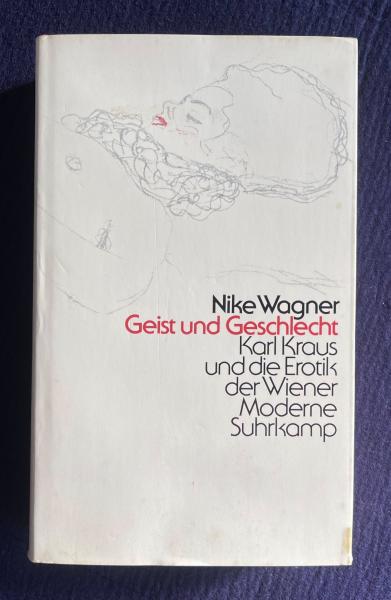 Nike Wagner
Geist und Geschlecht
Karl Kraus
und die Erotik
der Wiener
Moderne
Suhrkamp